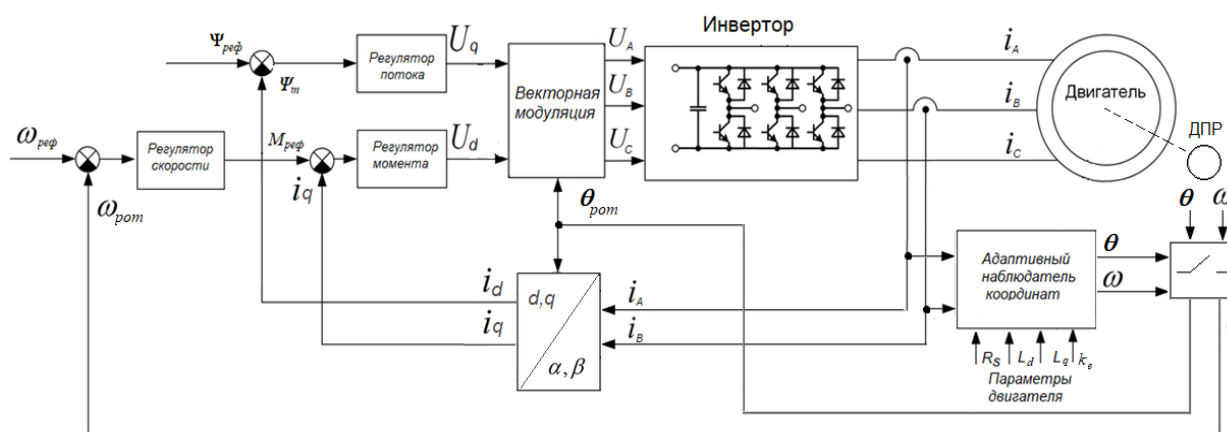 Ψреф
Ψm
Регулятор
потока
Uq
Векторная
модуляция
UA
UB
UC
Инвертор
iA
iB
iC
Двигатель
ДПР
ωреф
Регулятор
скорости
Mреф
iq
Регулятор
момента
Ud
ωрот
θрот
θ
ω
id
iq
d,q
α, β
iA
iB
Адаптивный
наблюдатель
координат
θ
ω
Rs Ld Lq ke
Параметры
двигателя